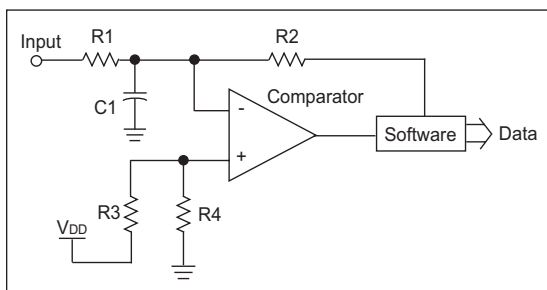 Input
R1
R2
C1
Comparator
-
+
Software
Data
R3
R4
VDD